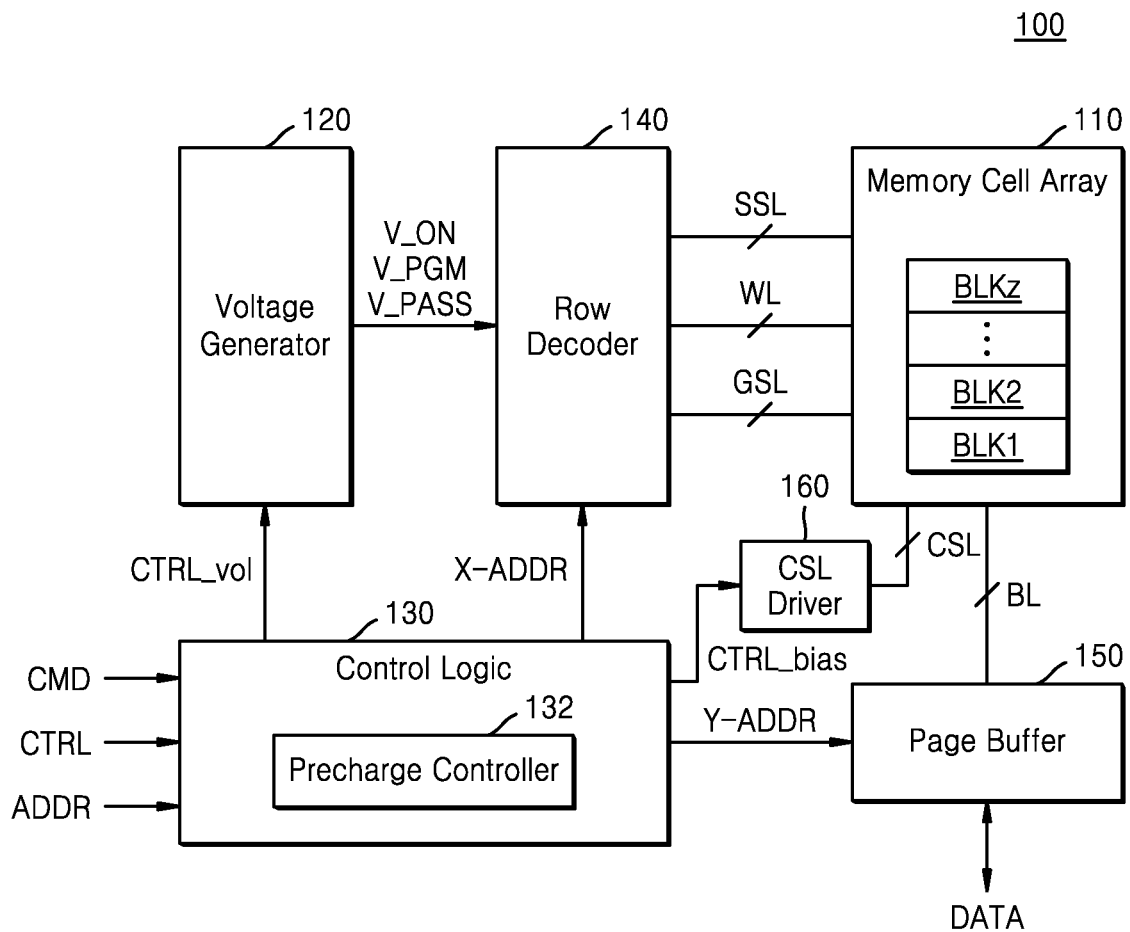 100
120
140
110
Memory Cell Array
SSL
V_ON
V_PGM
V_PASS
BLKz
Voltage
Generator
Row
Decoder
WL
⋮
GSL
BLK2
BLK1
160
CTRL_vol
X-ADDR
CSL
Driver
CSL
BL
130
Control Logic
CTRL_bias
150
CMD
132
Y-ADDR
Page Buffer
CTRL
Precharge Controller
ADDR
DATA